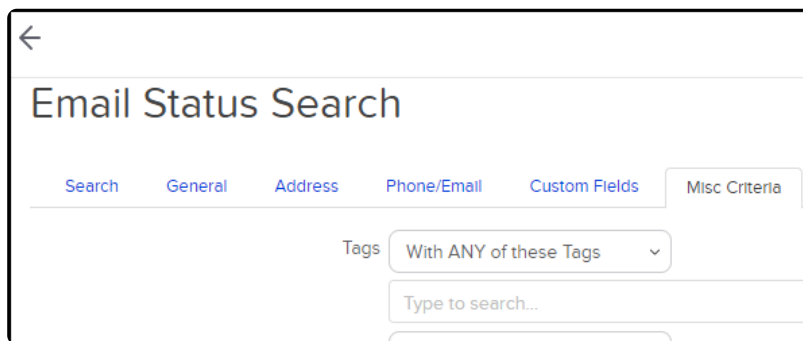 Email Status Search
Search General Address Phone/Email Custom Fields Misc Criteria
Tags With ANY of these Tags
Type to search...